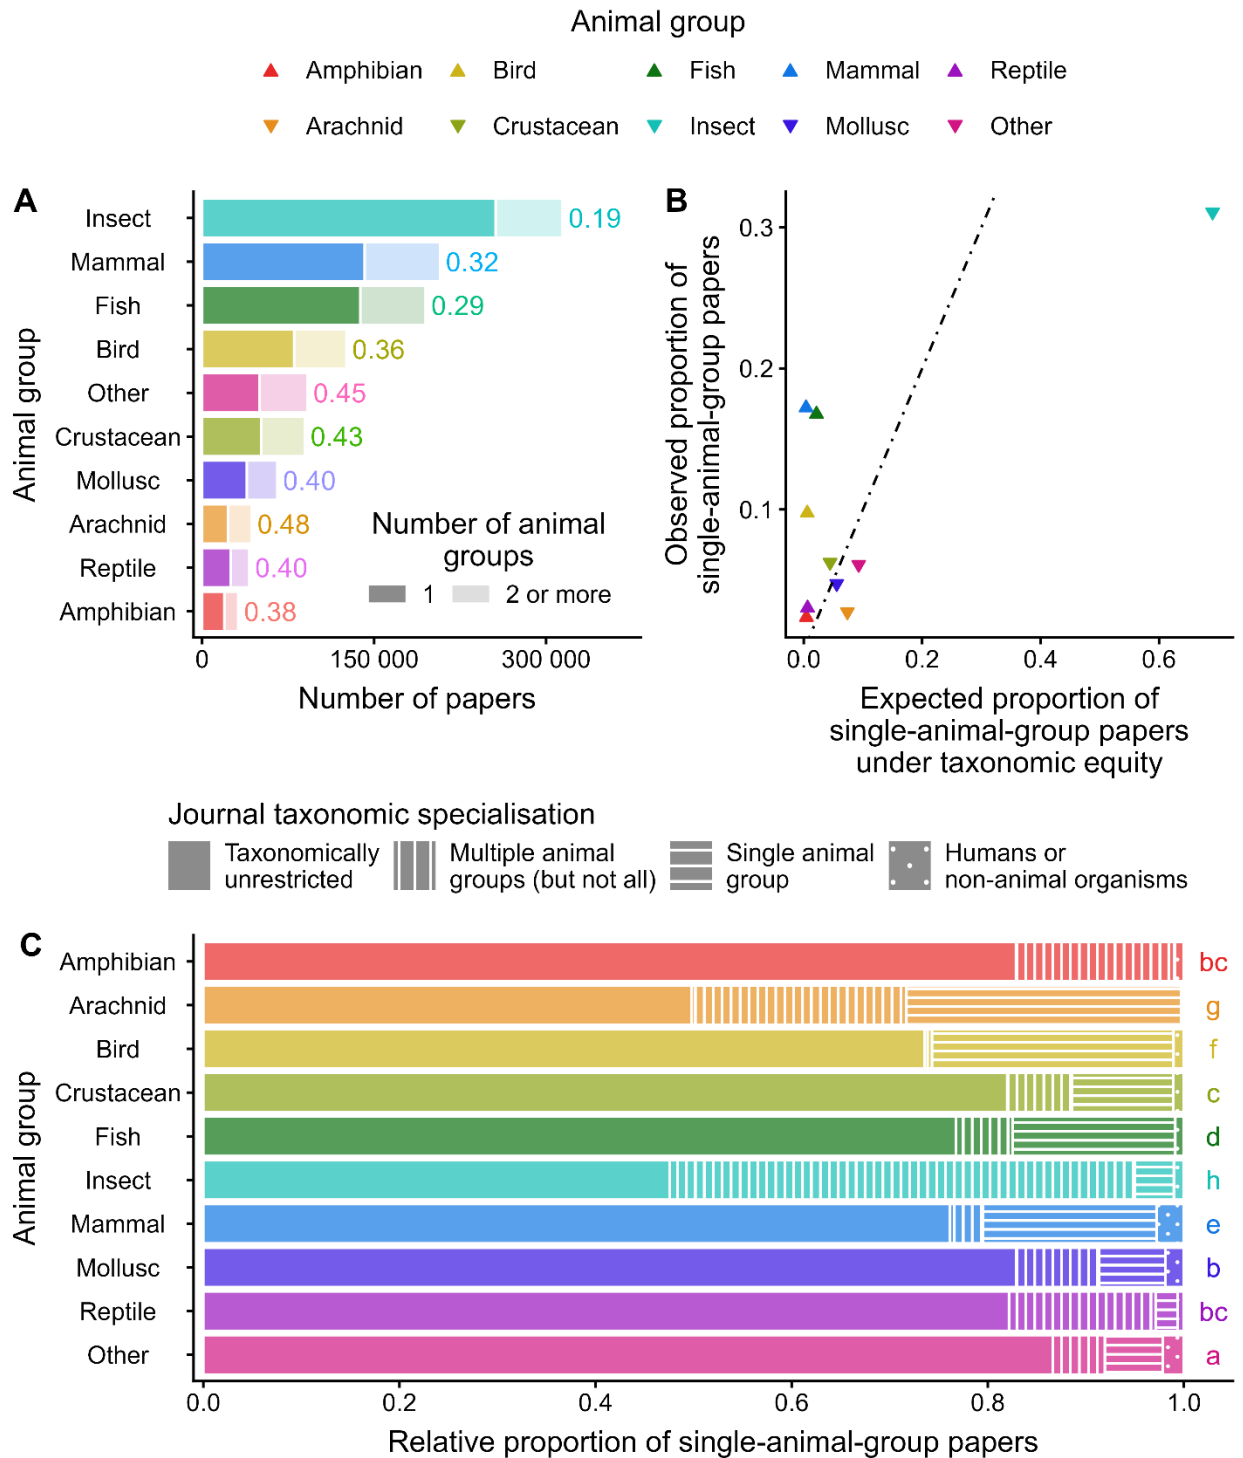 Animal group
Amphibian
Bird
Fish
Mammal
Reptile
Arachnid
Crustacean
Insect
Mollusc
Other
A
Animal group
Insect
0.19
Mammal
0.32
Fish
0.29
Bird
0.36
Other
0.45
Crustacean
0.43
Mollusc
0.40
Arachnid
0.48
Reptile
0.40
Amphibian
0.38
Number of animal
groups
1
2 or more
0
150 000
300 000
Number of papers
B
Observed proportion of
single-animal-group papers
0.3
0.2
0.1
0.0
0.2
0.4
0.6
Expected proportion of
single-animal-group papers
under taxonomic equity
Journal taxonomic specialisation
Taxonomically
unrestricted
Multiple animal
groups (but not all)
Single animal
group
Humans or
non-animal organisms
C
Animal group
Amphibian
bc
Arachnid
g
Bird
f
Crustacean
c
Fish
d
Insect
h
Mammal
e
Mollusc
b
Reptile
bc
Other
a
0.0
0.2
0.4
0.6
0.8
1.0
Relative proportion of single-animal-group papers